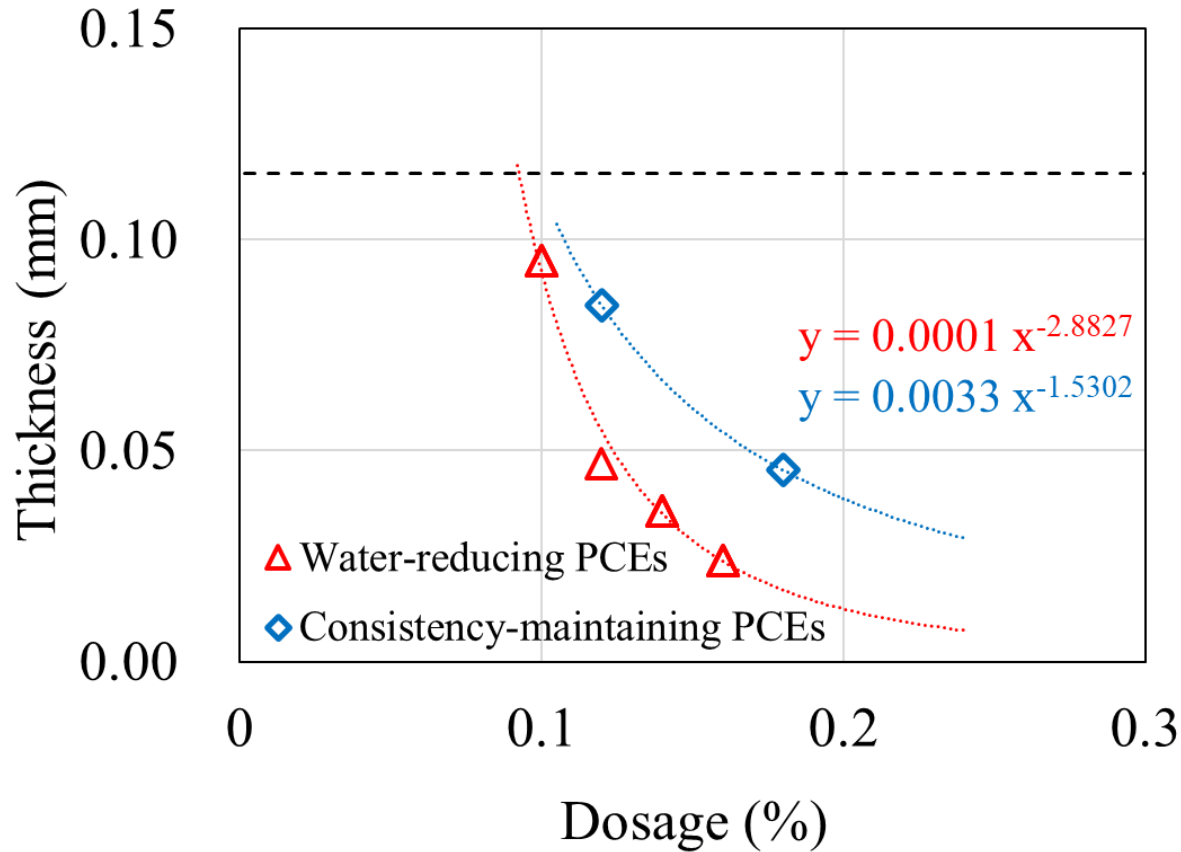 0.15
0.10
0.05
0.00
Thickness (mm)
y = 0.0001 x^-2.8827
y = 0.0033 x^-1.5302
Water-reducing PCEs
Consistency-maintaining PCEs
0 0.1 0.2 0.3
Dosage (%)